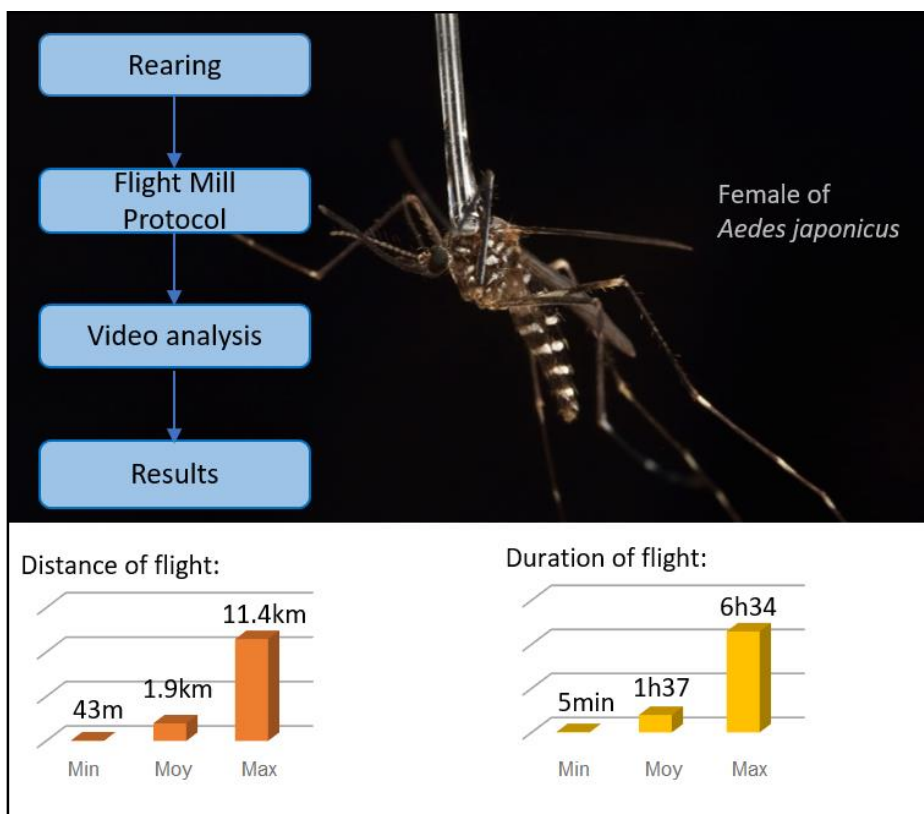 Rearing
Flight Mill
Protocol
Video analysis
Results
Female of
Aedes japonicus
Distance of flight:
43m
1.9km
11.4km
Min
Moy
Max
Duration of flight:
5min
1h37
6h34
Min
Moy
Max